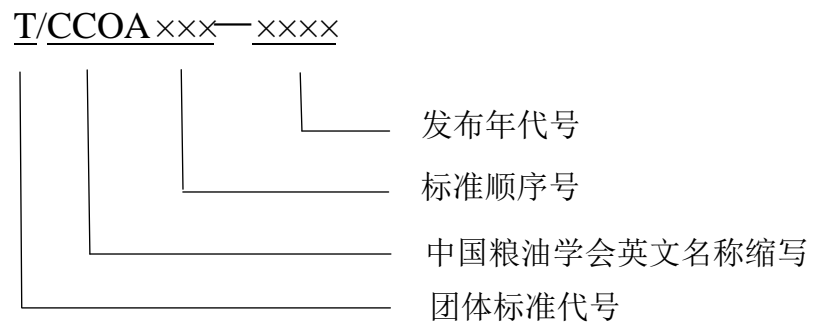 T/CCOA ×××—××××
发布年代号
标准顺序号
中国粮油学会英文名称缩写
团体标准代号